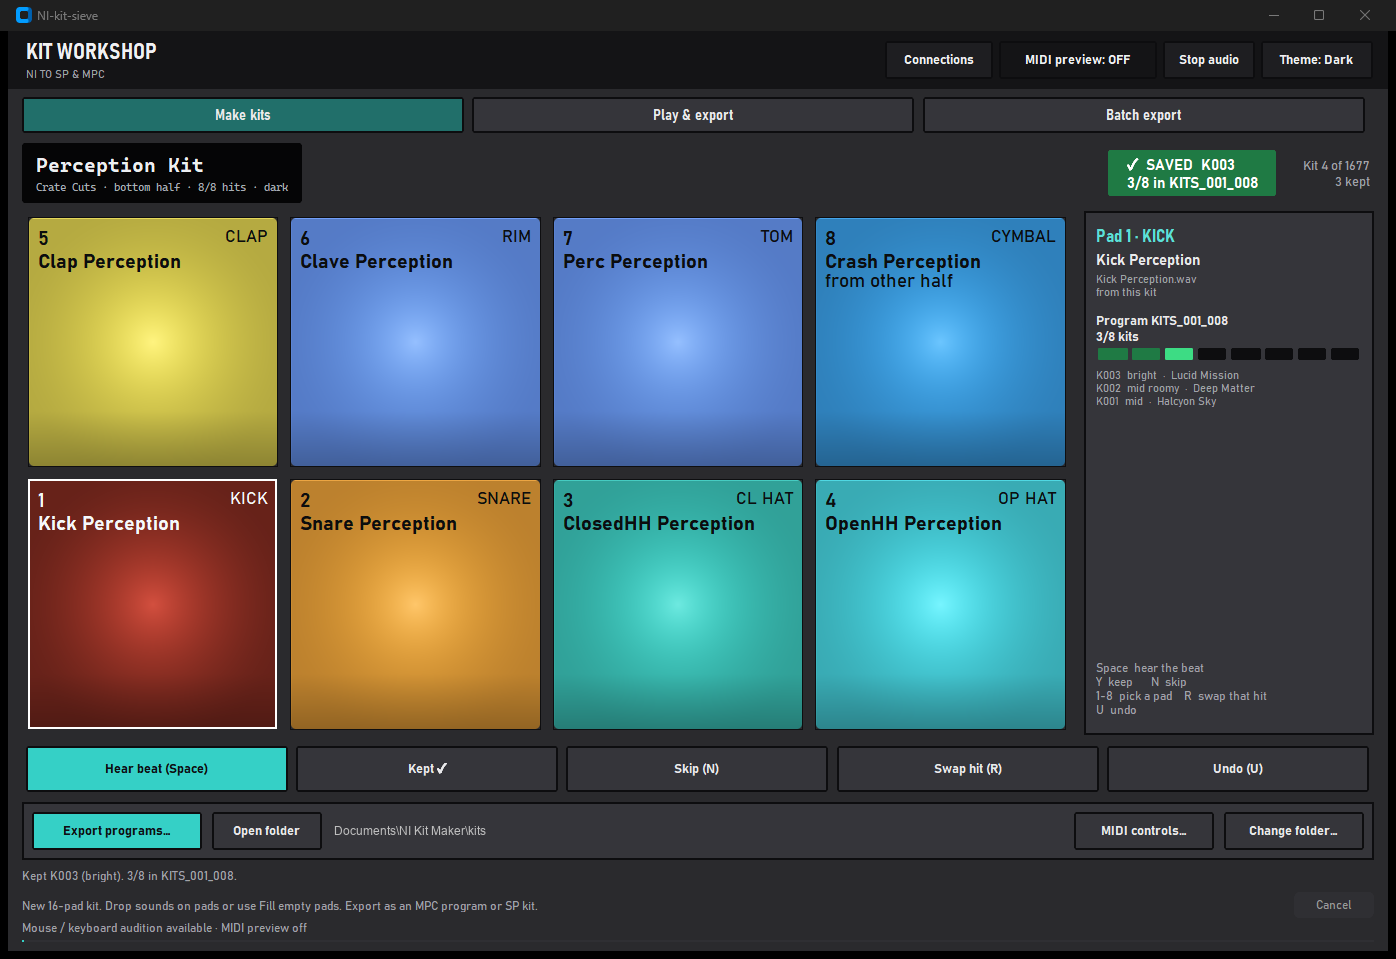 NI-kit-sieve
KIT WORKSHOP
NI TO SP & MPC
Connections
MIDI preview: OFF
Stop audio
Theme: Dark
Make kits
Play & export
Batch export
Perception Kit
Crate Cuts · bottom half · 8/8 hits · dark
✓ SAVED K003
3/8 in KITS_001_008
Kit 4 of 1677
3 kept
5 CLAP
Clap Perception
6 RIM
Clave Perception
7 TOM
Perc Perception
8 CYMBAL
Crash Perception
from other half
1 KICK
Kick Perception
2 SNARE
Snare Perception
3 CL HAT
ClosedHH Perception
4 OP HAT
OpenHH Perception
Pad 1 · KICK
Kick Perception
Kick Perception.wav
from this kit
Program KITS_001_008
3/8 kits
K003 bright · Lucid Mission
K002 mid roomy · Deep Matter
K001 mid · Halcyon Sky
Space hear the beat
Y keep N skip
1-8 pick a pad R swap that hit
U undo
Hear beat (Space)
Kept ✓
Skip (N)
Swap hit (R)
Undo (U)
Export programs…
Open folder
Documents\NI Kit Maker\kits
MIDI controls…
Change folder…
Kept K003 (bright). 3/8 in KITS_001_008.
New 16-pad kit. Drop sounds on pads or use Fill empty pads. Export as an MPC program or SP kit.
Cancel
Mouse / keyboard audition available · MIDI preview off